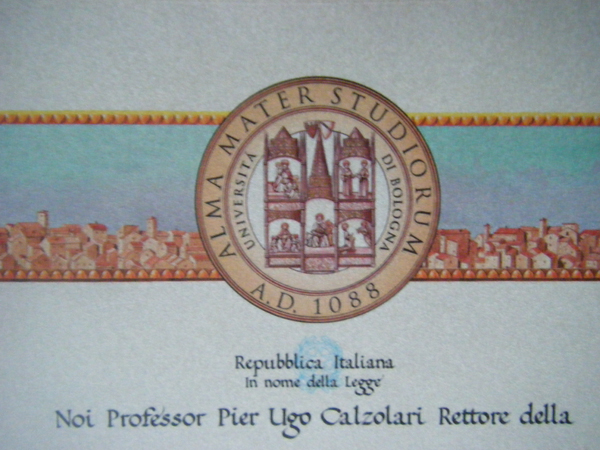 ALMA MATER STUDIORUM
UNIVERSITÀ DI BOLOGNA
A.D. 1088
Repubblica Italiana
In nome della Legge
Noi Professor Pier Ugo Calzolari Rettore della